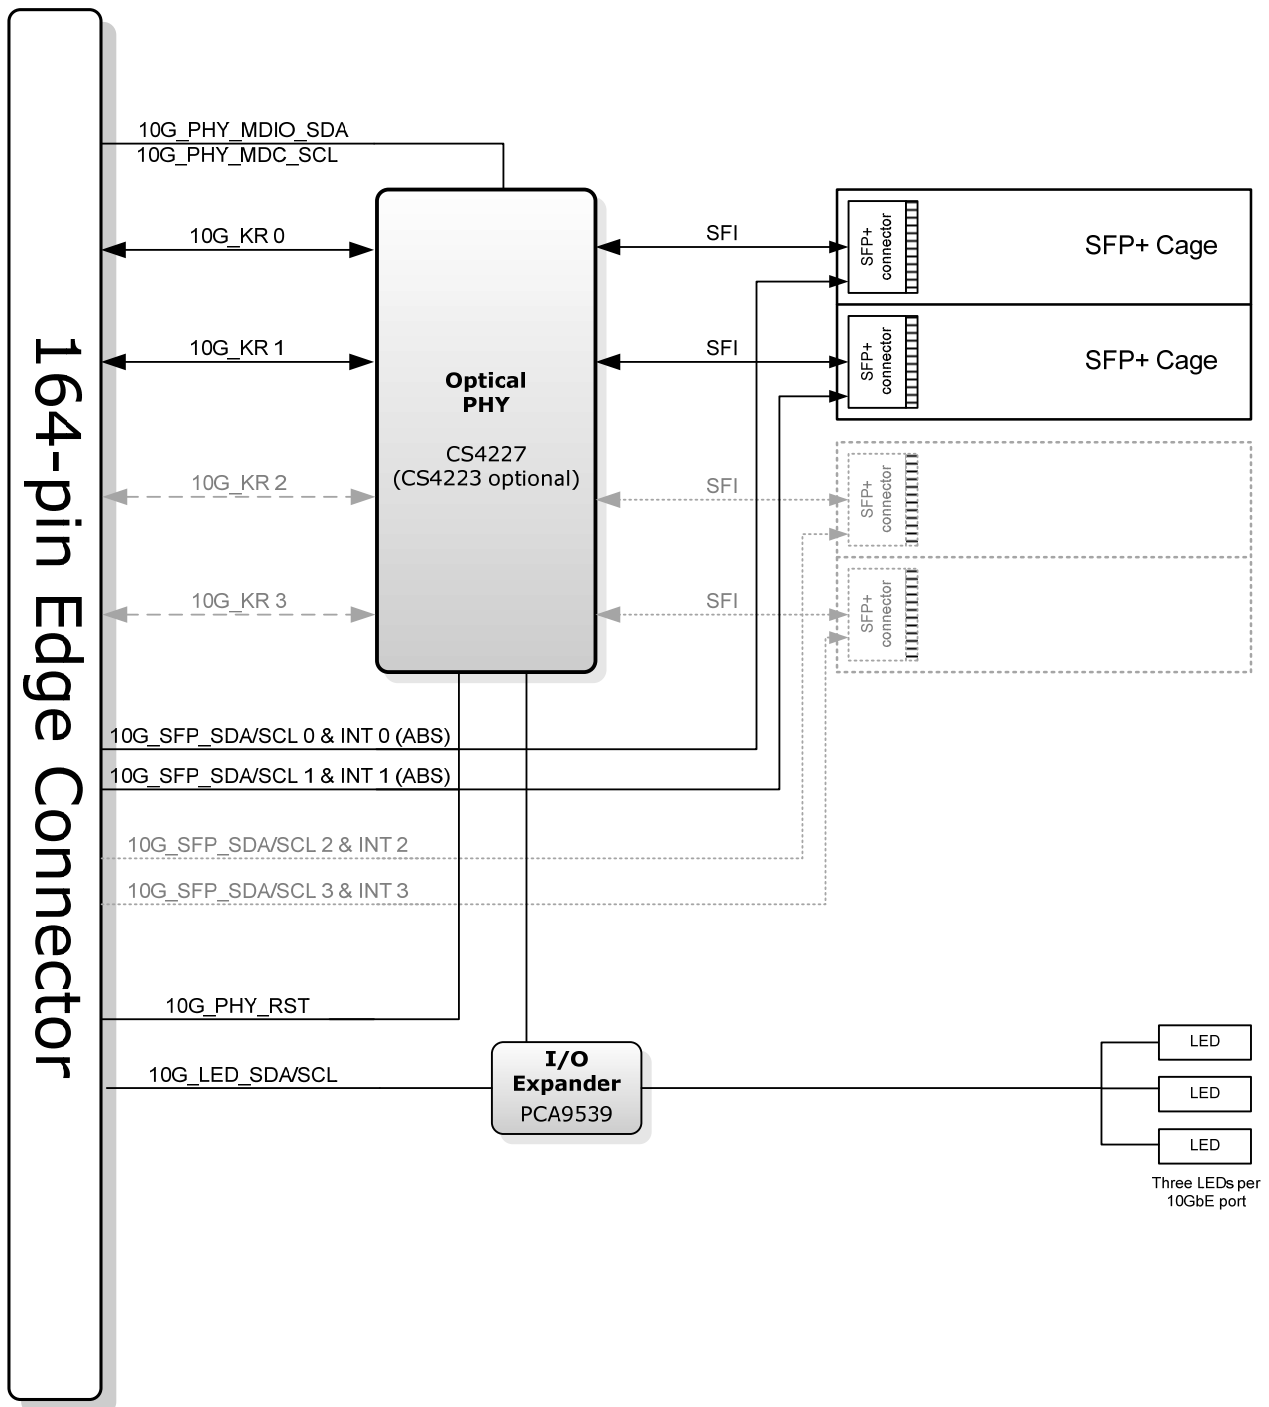 164-pin Edge Connector
10G_PHY_MDIO_SDA
10G_PHY_MDC_SCL
10G_KR 0
10G_KR 1
10G_KR 2
10G_KR 3
Optical
PHY
CS4227
(CS4223 optional)
SFI
SFI
SFI
SFI
SFP+
connector
SFP+ Cage
SFP+
connector
SFP+ Cage
SFP+
connector
SFP+
connector
10G_SFP_SDA/SCL 0 & INT 0 (ABS)
10G_SFP_SDA/SCL 1 & INT 1 (ABS)
10G_SFP_SDA/SCL 2 & INT 2
10G_SFP_SDA/SCL 3 & INT 3
10G_PHY_RST
10G_LED_SDA/SCL
I/O
Expander
PCA9539
LED
LED
LED
Three LEDs per
10GbE port